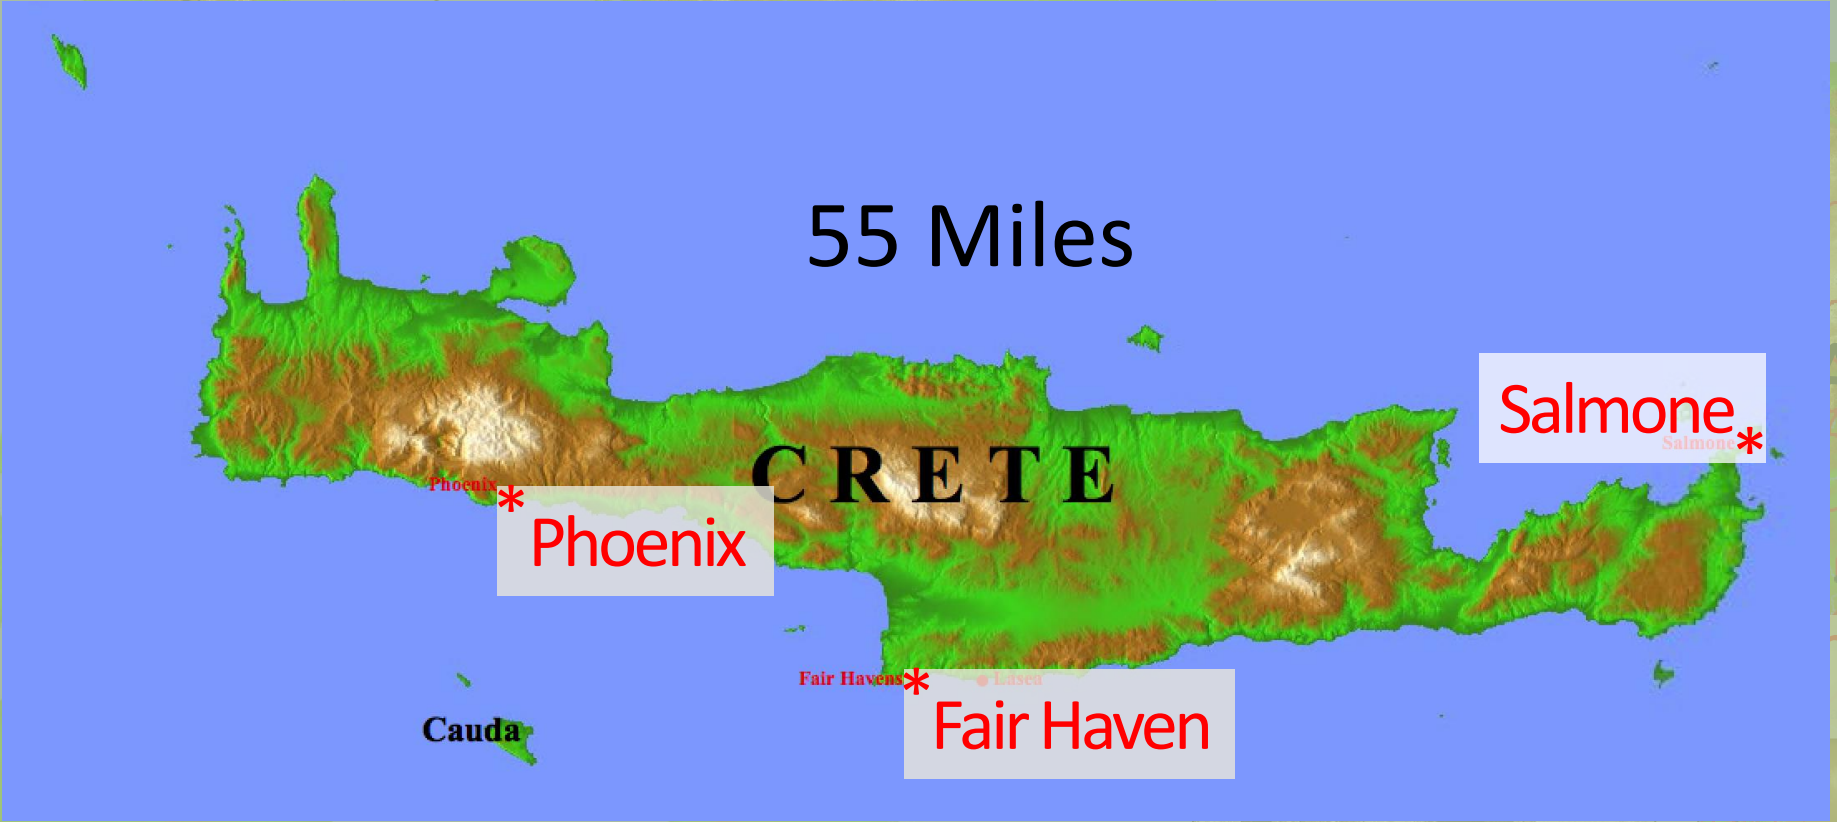 55 Miles
Salmone
Salmone*
CRETE
Phoenix
*
Phoenix
Fair Havens
*
Lasea
Fair Haven
Cauda